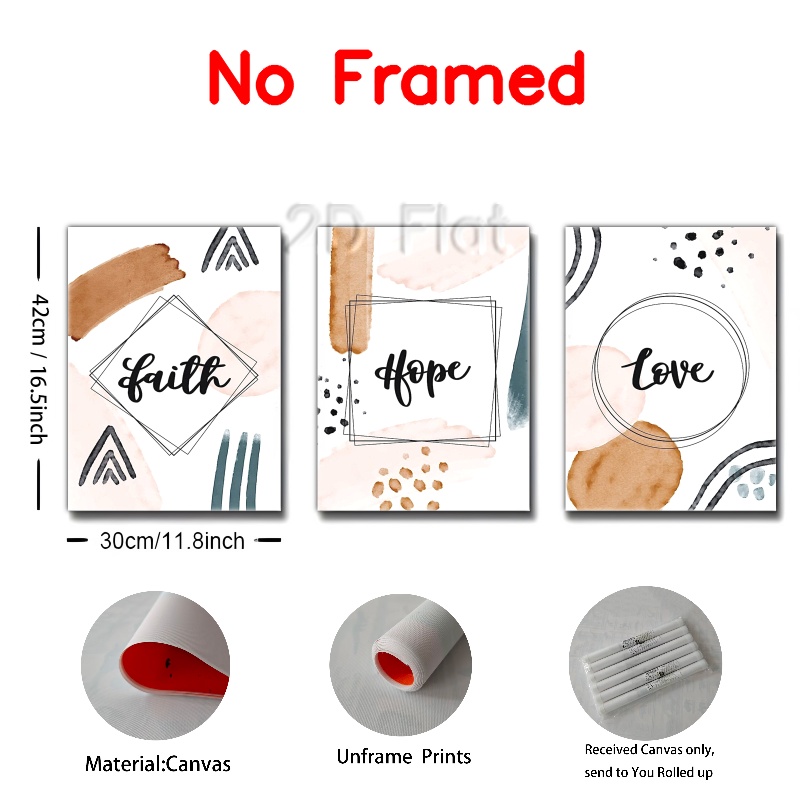 No Framed
2D Flat
42cm / 16.5inch
faith
Hope
Love
30cm/11.8inch
Material:Canvas
Unframe Prints
Received Canvas only,
send to You Rolled up